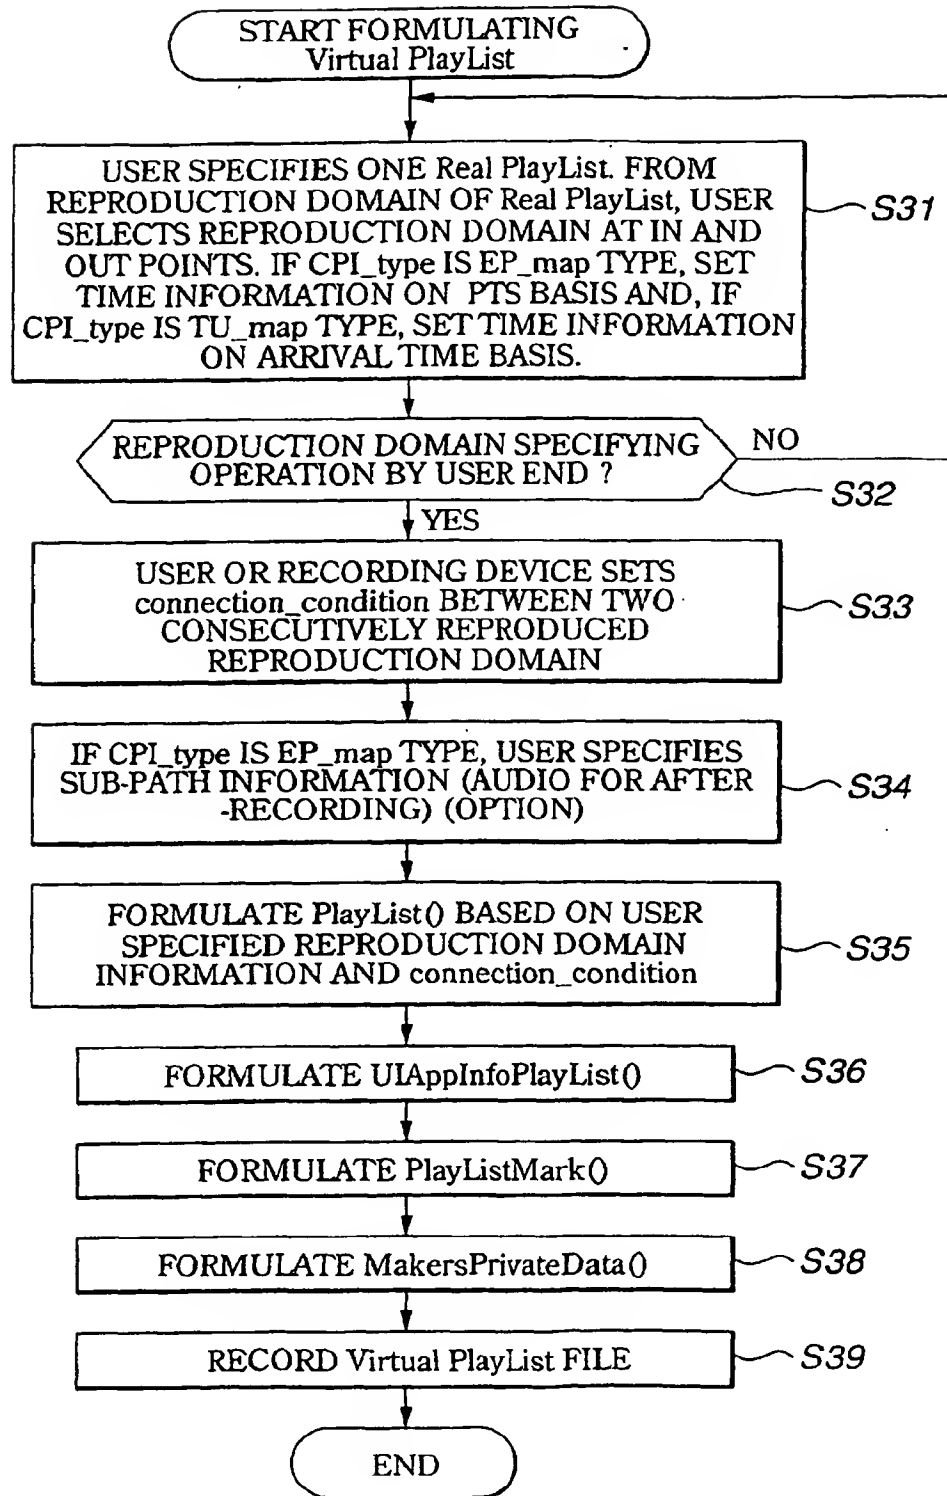 START FORMULATING
Virtual PlayList
USER SPECIFIES ONE Real PlayList. FROM
REPRODUCTION DOMAIN OF Real PlayList, USER
SELECTS REPRODUCTION DOMAIN AT IN AND
OUT POINTS. IF CPI_type IS EP_map TYPE, SET
TIME INFORMATION ON PTS BASIS AND, IF
CPI_type IS TU_map TYPE, SET TIME INFORMATION
ON ARRIVAL TIME BASIS.
S31
REPRODUCTION DOMAIN SPECIFYING
OPERATION BY USER END ?
NO
S32
YES
USER OR RECORDING DEVICE SETS
connection_condition BETWEEN TWO
CONSECUTIVELY REPRODUCED
REPRODUCTION DOMAIN
S33
IF CPI_type IS EP_map TYPE, USER SPECIFIES
SUB-PATH INFORMATION (AUDIO FOR AFTER
-RECORDING) (OPTION)
S34
FORMULATE PlayList() BASED ON USER
SPECIFIED REPRODUCTION DOMAIN
INFORMATION AND connection_condition
S35
FORMULATE UIAppInfoPlayList()
S36
FORMULATE PlayListMark()
S37
FORMULATE MakersPrivateData()
S38
RECORD Virtual PlayList FILE
S39
END